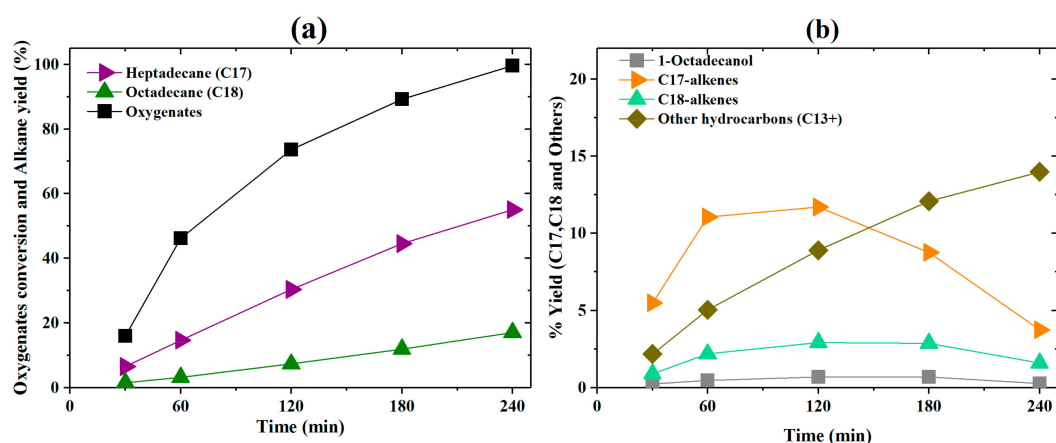 (a)
Oxygenates conversion and Alkane yield (%)
100
80
60
40
20
0
Heptadecane (C17)
Octadecane (C18)
Oxygenates
0 60 120 180 240
Time (min)
(b)
% Yield (C17,C18 and Others)
20
15
10
5
0
1-Octadecanol
C17-alkenes
C18-alkenes
Other hydrocarbons (C13+)
0 60 120 180 240
Time (min)